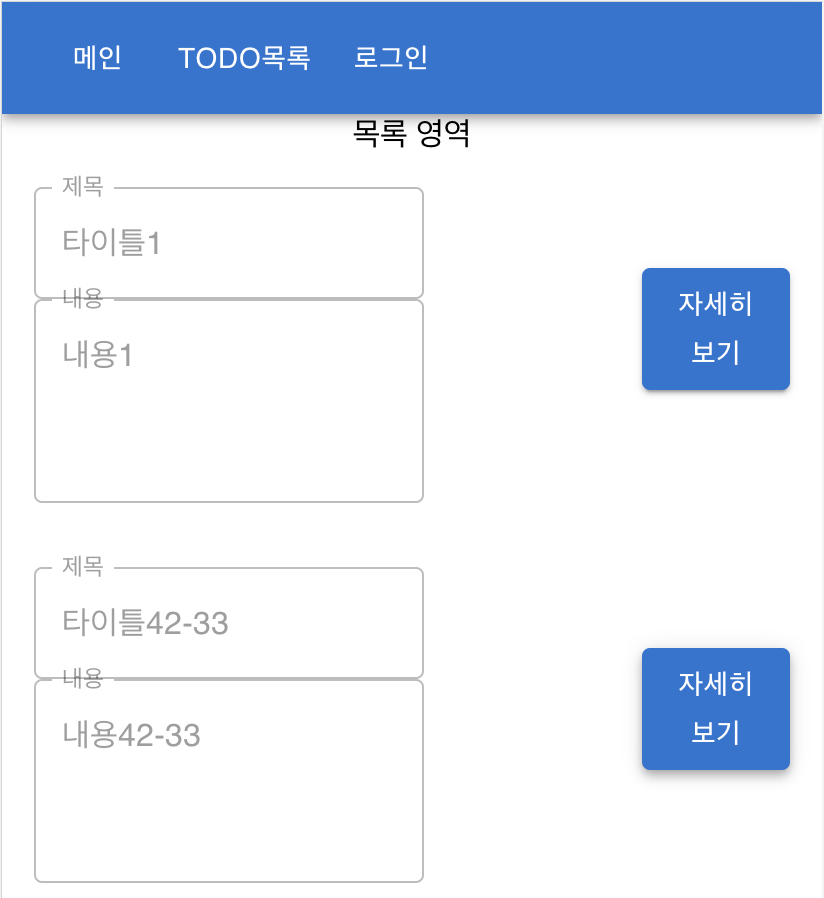 메인 TODO목록 로그인
목록 영역
제목
타이틀1
내용
내용1
자세히
보기
제목
타이틀42-33
내용
내용42-33
자세히
보기